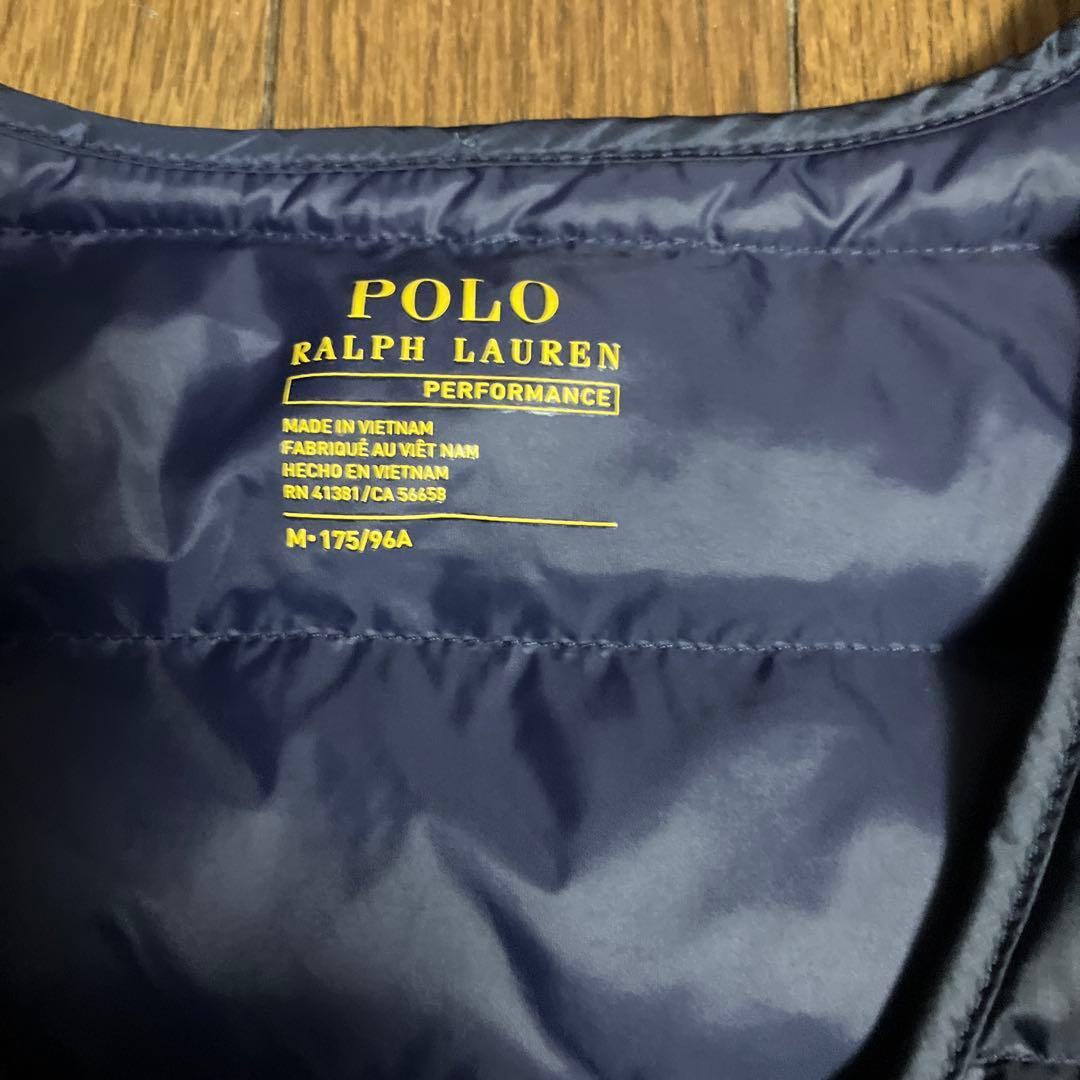 POLO
RALPH LAUREN
PERFORMANCE
MADE IN VIETNAM
FABRIQUÉ AU VIÊT NAM
HECHO EN VIETNAM
RN 41381/CA 56658
M-175/96A